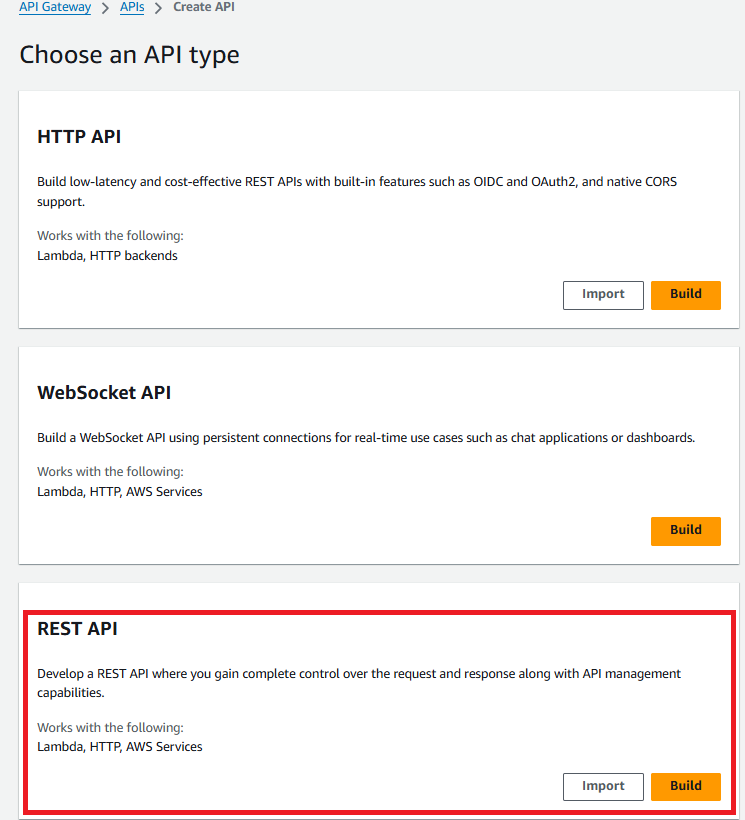 API Gateway > APIs > Create API
Choose an API type
HTTP API
Build low-latency and cost-effective REST APIs with built-in features such as OIDC and OAuth2, and native CORS
support.
Works with the following:
Lambda, HTTP backends
Import Build
WebSocket API
Build a WebSocket API using persistent connections for real-time use cases such as chat applications or dashboards.
Works with the following:
Lambda, HTTP, AWS Services
Build
REST API
Develop a REST API where you gain complete control over the request and response along with API management
capabilities.
Works with the following:
Lambda, HTTP, AWS Services
Import Build